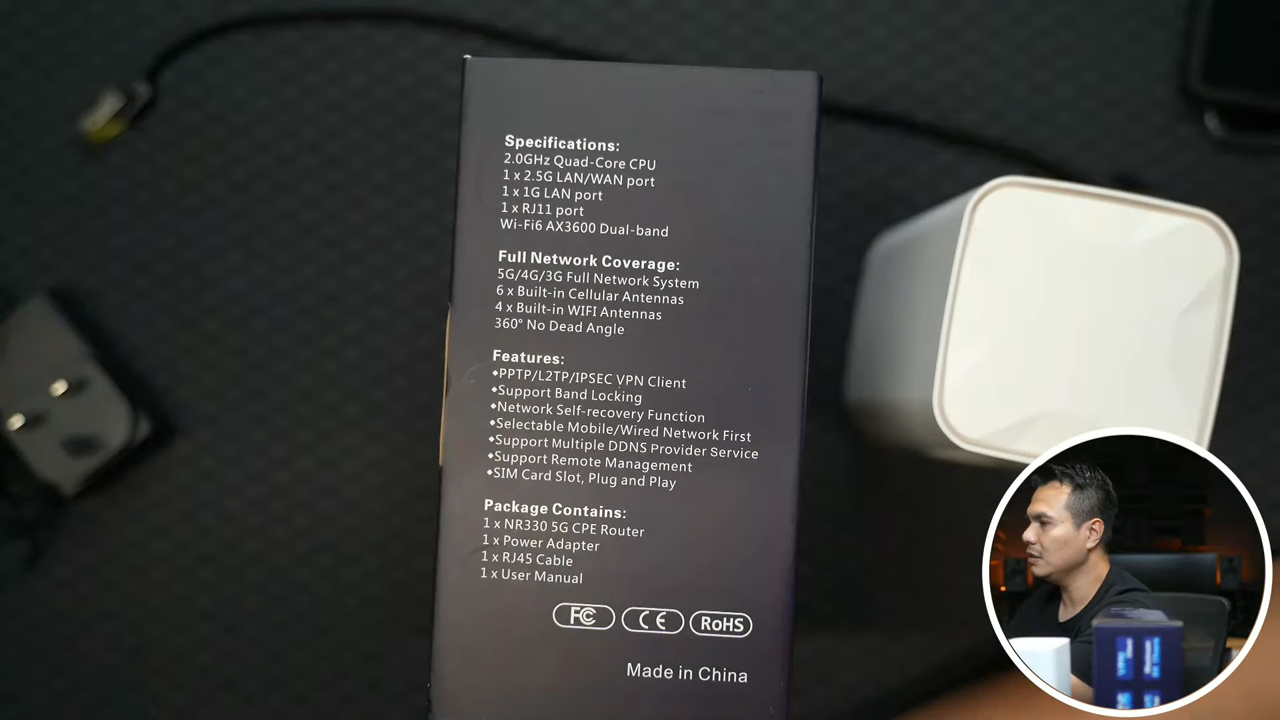 Specifications:
2.0GHz Quad-Core CPU
1 x 2.5G LAN/WAN port
1 x 1G LAN port
1 x RJ11 port
Wi-Fi6 AX3600 Dual-band
Full Network Coverage:
5G/4G/3G Full Network System
6 x Built-in Cellular Antennas
4 x Built-in WIFI Antennas
360° No Dead Angle
Features:
◆PPTP/L2TP/IPSEC VPN Client
◆Support Band Locking
◆Network Self-recovery Function
◆Selectable Mobile/Wired Network First
◆Support Multiple DDNS Provider Service
◆Support Remote Management
◆SIM Card Slot, Plug and Play
Package Contains:
1 x NR330 5G CPE Router
1 x Power Adapter
1 x RJ45 Cable
1 x User Manual
FC CE RoHS
Made in China